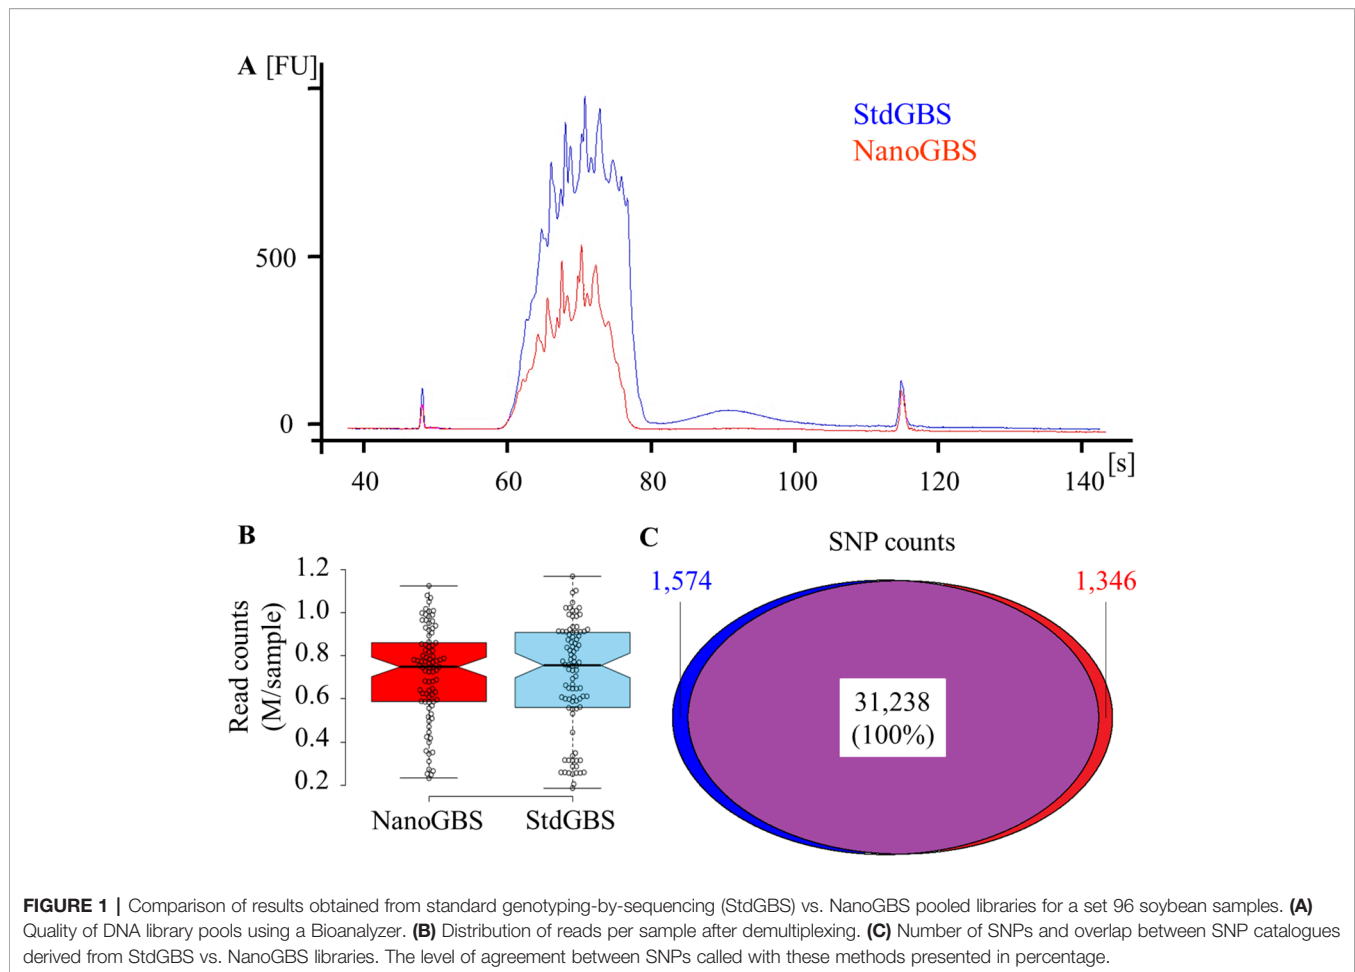 A [FU]
StdGBS
NanoGBS
500
0
40 60 80 100 120 140 [s]
B
Read counts
(M/sample)
1.2
1.0
0.8
0.6
0.4
0.2
NanoGBS StdGBS
C
SNP counts
1,574
1,346
31,238
(100%)
FIGURE 1 | Comparison of results obtained from standard genotyping-by-sequencing (StdGBS) vs. NanoGBS pooled libraries for a set 96 soybean samples. (A)
Quality of DNA library pools using a Bioanalyzer. (B) Distribution of reads per sample after demultiplexing. (C) Number of SNPs and overlap between SNP catalogues
derived from StdGBS vs. NanoGBS libraries. The level of agreement between SNPs called with these methods presented in percentage.